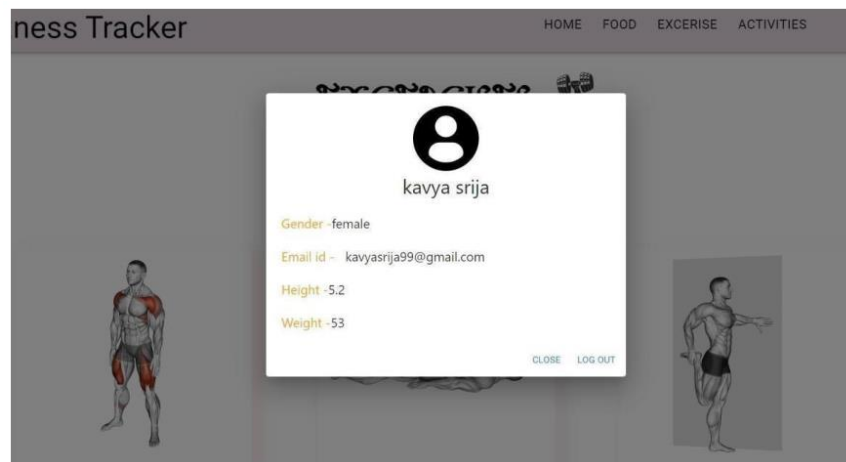 ness Tracker
HOME FOOD EXCERISE ACTIVITIES
kavya srija
Gender -female
Email id - kavyasrija99@gmail.com
Height -5.2
Weight -53
CLOSE LOG OUT